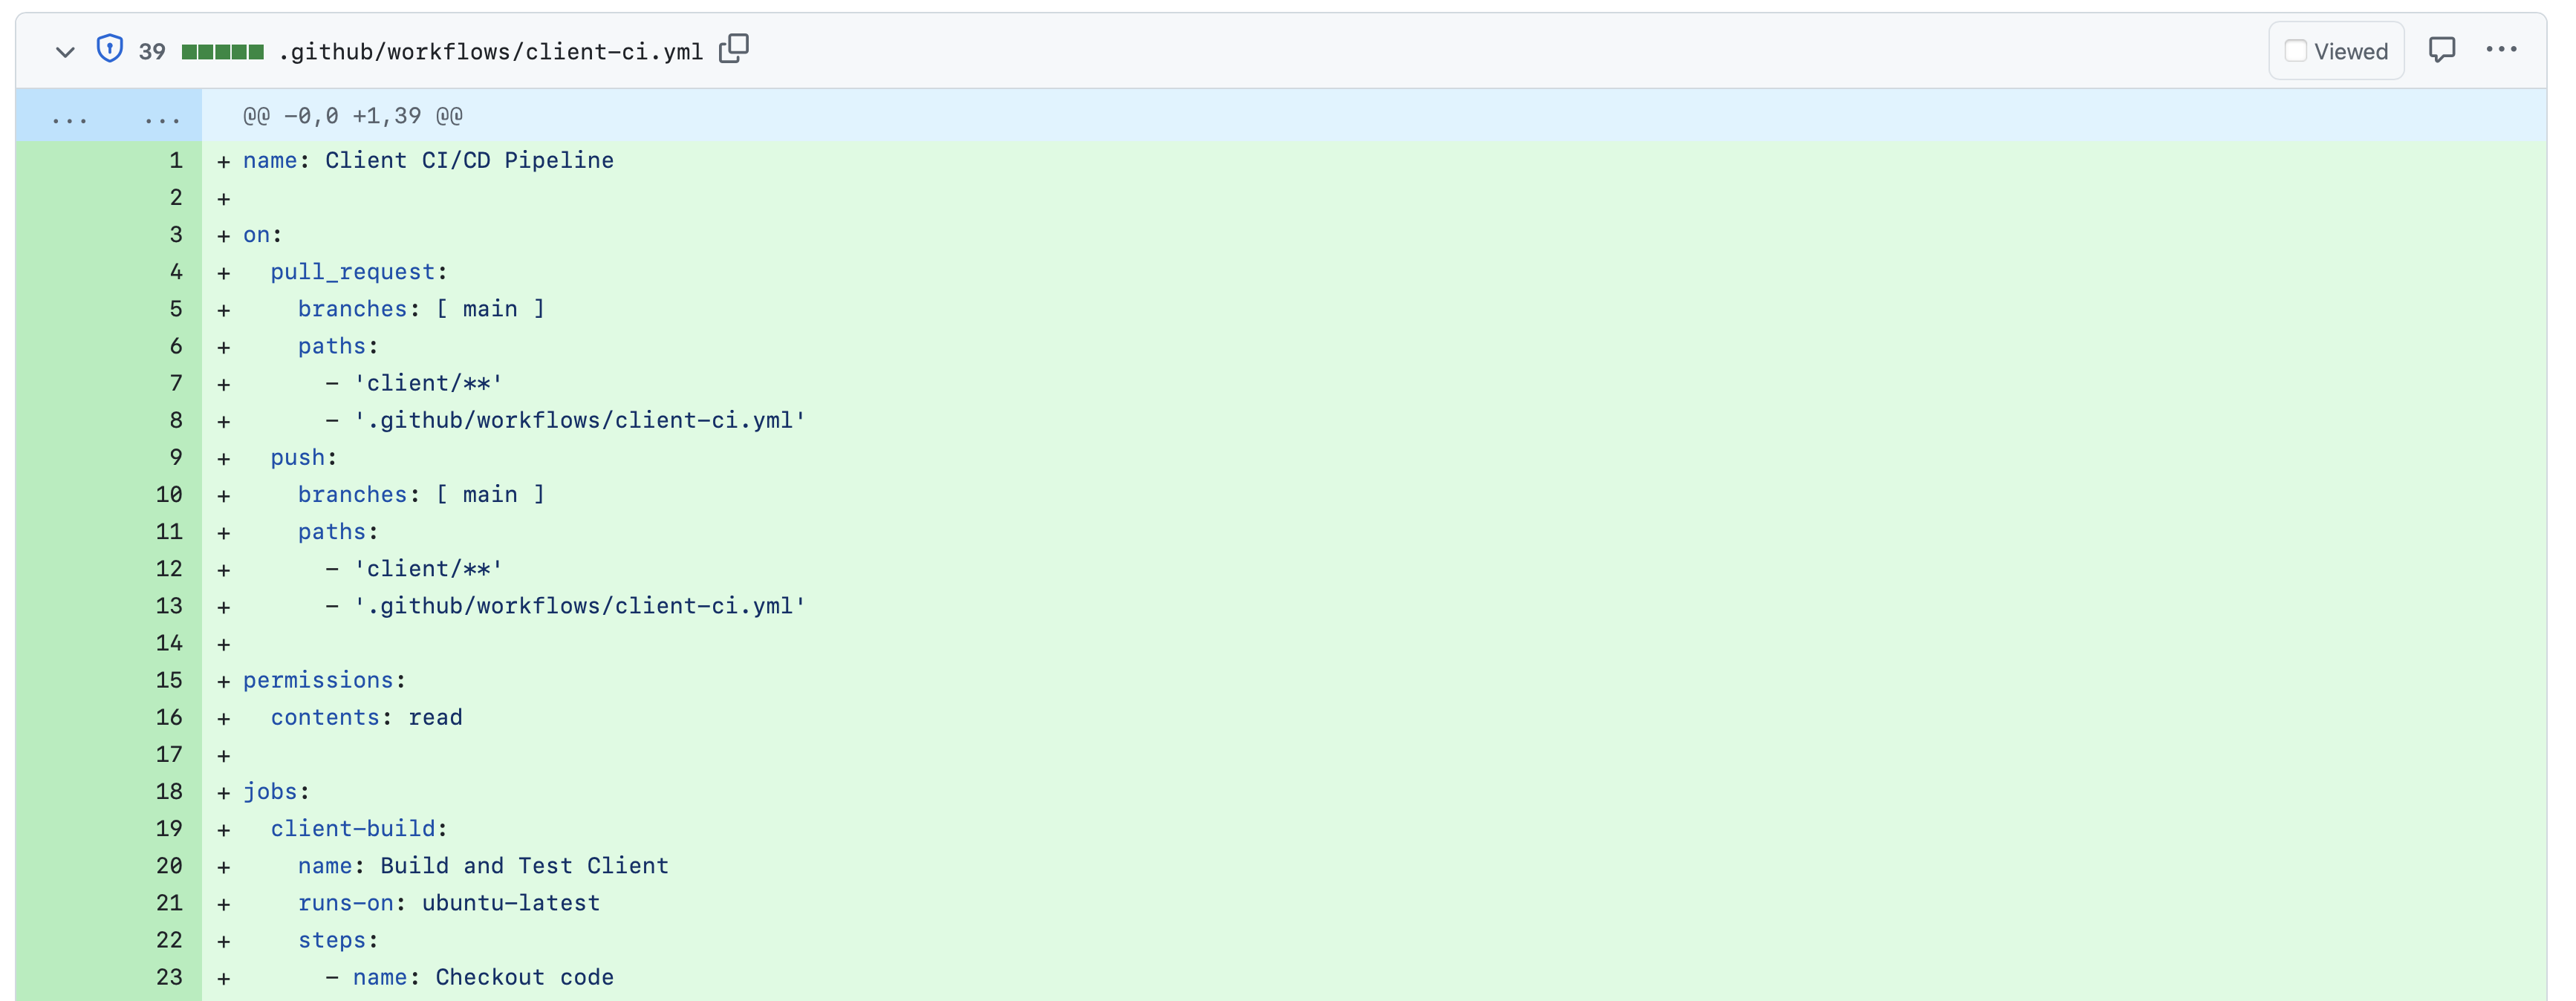 39 .github/workflows/client-ci.yml Viewed ...
... ... @@ -0,0 +1,39 @@
1 + name: Client CI/CD Pipeline
2 +
3 + on:
4 +   pull_request:
5 +     branches: [ main ]
6 +     paths:
7 +       - 'client/**'
8 +       - '.github/workflows/client-ci.yml'
9 +   push:
10 +     branches: [ main ]
11 +     paths:
12 +       - 'client/**'
13 +       - '.github/workflows/client-ci.yml'
14 +
15 + permissions:
16 +   contents: read
17 +
18 + jobs:
19 +   client-build:
20 +     name: Build and Test Client
21 +     runs-on: ubuntu-latest
22 +     steps:
23 +       - name: Checkout code